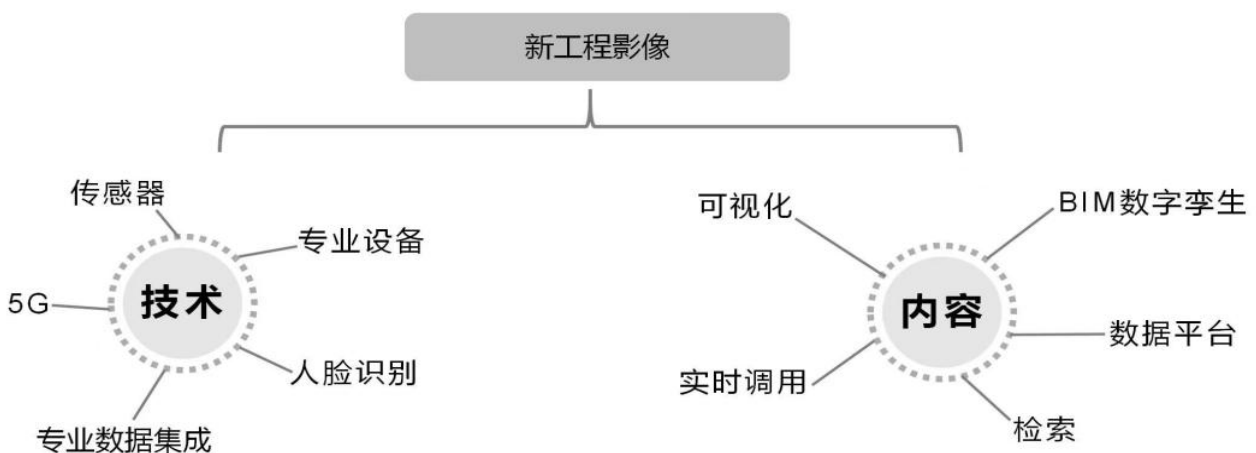 新工程影像
传感器
专业设备
5G
技术
人脸识别
专业数据集成
可视化
BIM数字孪生
内容
数据平台
实时调用
检索